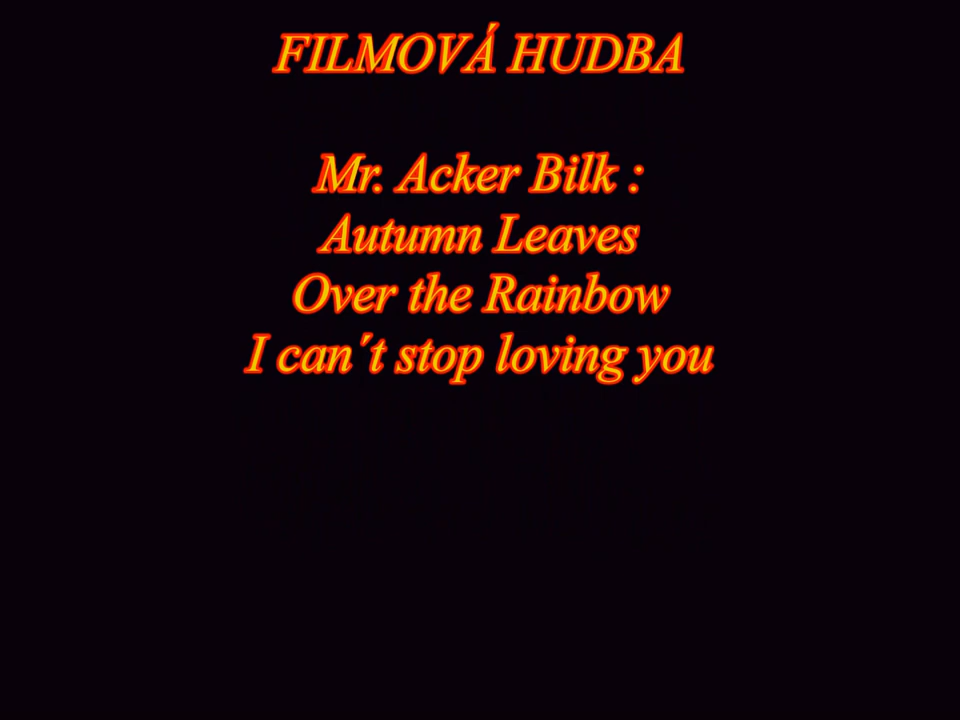 FILMOVÁ HUDBA
Mr. Acker Bilk :
Autumn Leaves
Over the Rainbow
I can´t stop loving you